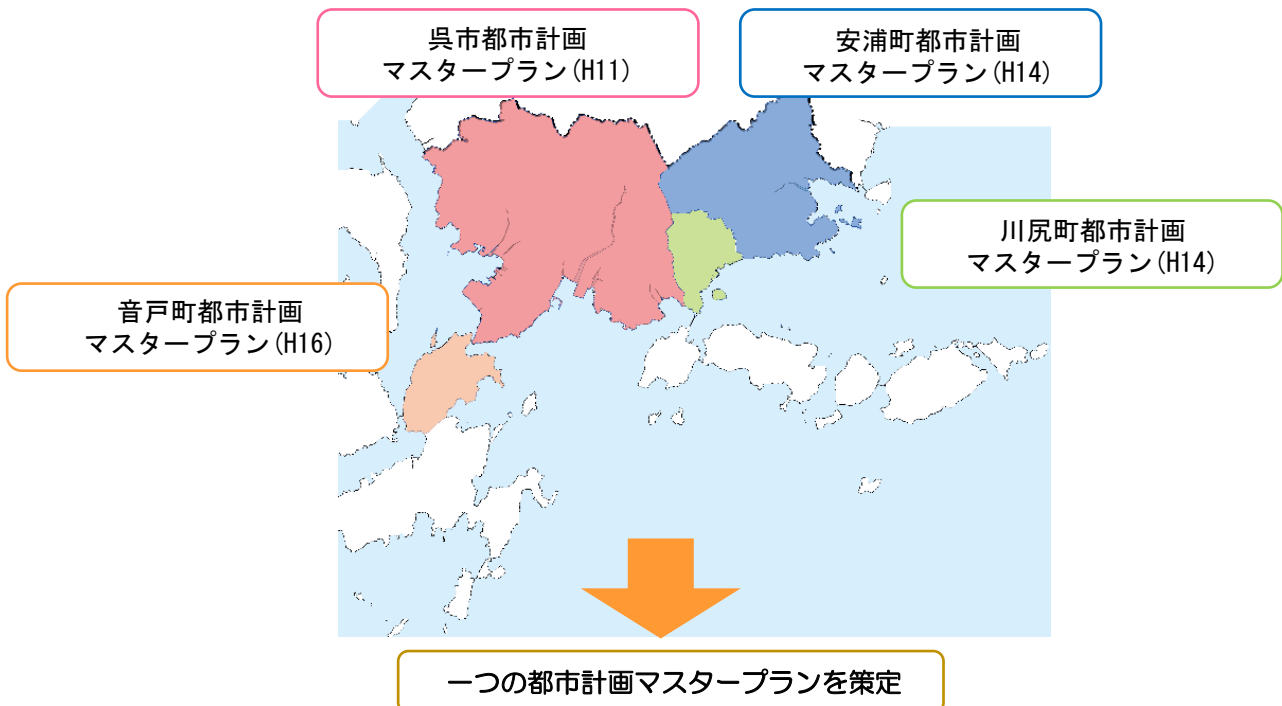 呉市都市計画
マスタープラン(H11)
安浦町都市計画
マスタープラン(H14)
川尻町都市計画
マスタープラン(H14)
音戸町都市計画
マスタープラン(H16)
一つの都市計画マスタープランを策定